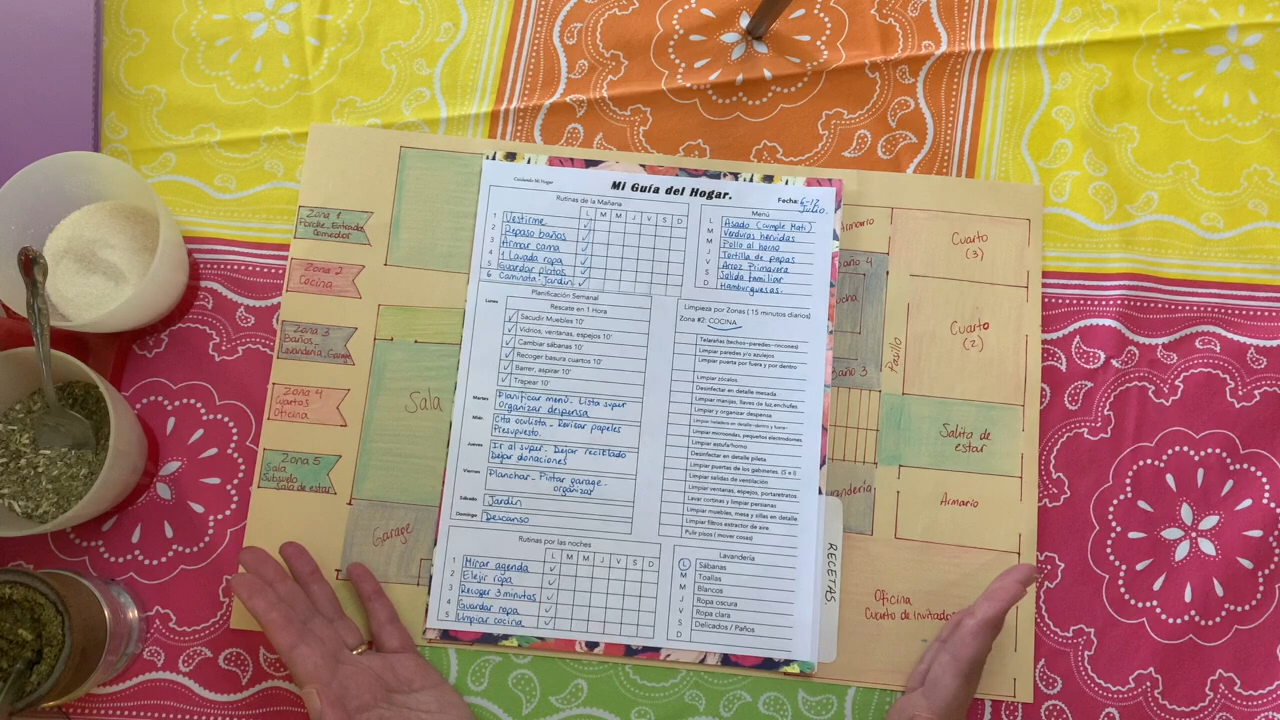 Cuidando Mi Hogar
Mi Guía del Hogar.
Fecha: 6-12
Julio.
Rutinas de la Mañana
L M M J V S D
1 Vestirme
2 Repaso baños
3 Armar cama
4 1 Lavada ropa
5 Guardar platos
6 Caminata-Jardín
Menú
L Asado (cumple Mati)
M Verduras hervidas
M Pollo al horno
J Tortilla de papas
V Arroz Primavera
S Salida familiar
D Hamburguesas.
Planificación Semanal
Rescate en 1 Hora
Lunes
Sacudir Muebles 10'
Vidrios, ventanas, espejos 10'
Cambiar sábanas 10'
Recoger basura cuartos 10'
Barrer, aspirar 10'
Trapear 10'
Martes
Planificar menú. Lista super
Organizar despensa.
Miér.
Cita oculista - Revisar papeles
Presupuesto.
Jueves
Ir al super. Dejar reciclado
Dejar donaciones
Viernes
Planchar - Pintar garage -
organizar
Sábado
Jardín
Domingo
Descanso
Limpieza por Zonas ( 15 minutos diarios)
Zona #2: COCINA
Telarañas (techos-paredes-rincones)
Limpiar paredes y/o azulejos
Limpiar puerta por fuera y por dentro
Limpiar zócalos
Desinfectar en detalle mesada
Limpiar manijas, llaves de luz, enchufes
Limpiar y organizar despensa
Limpiar heladera en detalle-dentro y fuera-
Limpiar microondas, pequeños electrodomes
Limpiar estufa/horno
Desinfectar en detalle pileta
Limpiar puertas de los gabinetes. (S e I)
Limpiar salidas de ventilación
Limpiar ventanas, espejos, portarretratos
Lavar cortinas y limpiar persianas
Limpiar muebles, mesa y sillas en detalle
Limpiar filtros extractor de aire
Pulir pisos ( mover cosas)
Rutinas por las noches
L M M J V S D
1 Mirar agenda
2 Elejir ropa
3 Recoger 3 minutos
4 Guardar ropa
5 Limpiar cocina
Lavandería
L Sábanas
M Toallas
M Blancos
J Ropa oscura
V Ropa clara
S Delicados / Paños
D
RECETAS.
Zona 1
Porche, Entrada
Comedor
Zona 2
Cocina
Zona 3
Baños-
Lavandería, Garage
Zona 4
Cuartos
Oficina
Zona 5
Sala
Subsuelo
Sala de estar
Sala
Garage
Armario
Baño 4
ucha
Baño 3
Pasillo
andería
Cuarto
(3)
Cuarto
(2)
Salita de
estar
Armario
Oficina
Cuarto de invitados